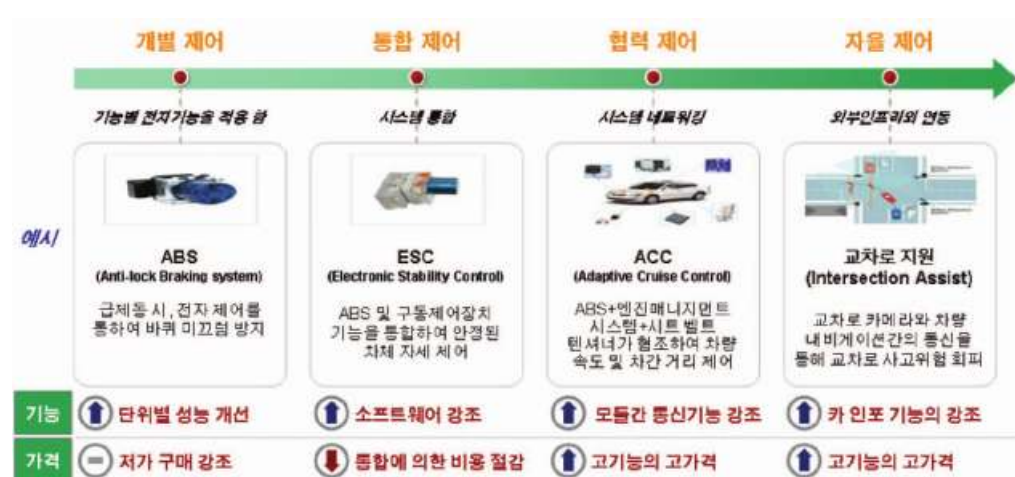 개별 제어
통합 제어
협력 제어
자율 제어
기능별 전자기능을 적용 함
시스템 통합
시스템 네트워킹
외부인프라와 연동
예시
ABS
(Anti-lock Braking system)
급제동 시, 전자 제어를
통하여 바퀴 미끄럼 방지
ESC
(Electronic Stability Control)
ABS 및 구동제어장치
기능을 통합하여 안정된
차체 자세 제어
ACC
(Adaptive Cruise Control)
ABS+엔진매니지먼트
시스템+시트 벨트
텐셔너가 협조하여 차량
속도 및 차간 거리 제어
교차로 지원
(Intersection Assist)
교차로 카메라와 차량
내비게이션간의 통신을
통해 교차로 사고위험 회피
기능
단위별 성능 개선
소프트웨어 강조
모듈간 통신기능 강조
카 인포 기능의 강조
가격
저가 구매 강조
통합에 의한 비용 절감
고기능의 고가격
고기능의 고가격